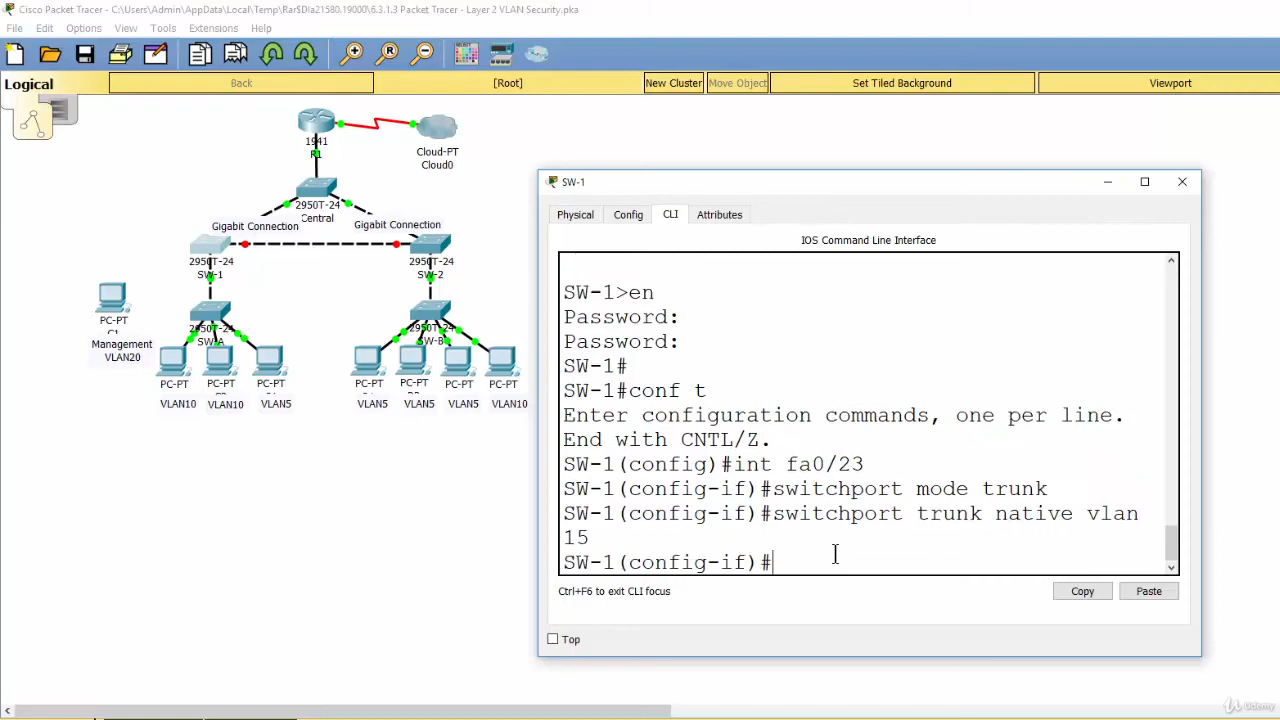 Cisco Packet Tracer - C:\Users\Admin\AppData\Local\Temp\Rar$DIa21580.19000\6.3.1.3 Packet Tracer - Layer 2 VLAN Security.pka
File Edit Options View Tools Extensions Help
Logical Back [Root] New Cluster Move Object Set Tiled Background Viewport
1941
R1
Cloud-PT
Cloud0
2950T-24
Central
Gigabit Connection
Gigabit Connection
2950T-24
SW-1
2950T-24
SW-2
PC-PT
C1
Management
VLAN20
2950T-24
SW-A
2950T-24
SW-B
PC-PT
PC-PT
PC-PT
PC-PT
PC-PT
PC-PT
PC-PT
VLAN10
VLAN10
VLAN5
VLAN5
VLAN5
VLAN5
VLAN10
SW-1
Physical Config CLI Attributes
IOS Command Line Interface
SW-1>en
Password:
Password:
SW-1#
SW-1#conf t
Enter configuration commands, one per line.
End with CNTL/Z.
SW-1(config)#int fa0/23
SW-1(config-if)#switchport mode trunk
SW-1(config-if)#switchport trunk native vlan
15
SW-1(config-if)#
Ctrl+F6 to exit CLI focus
Copy Paste
Top
Udemy